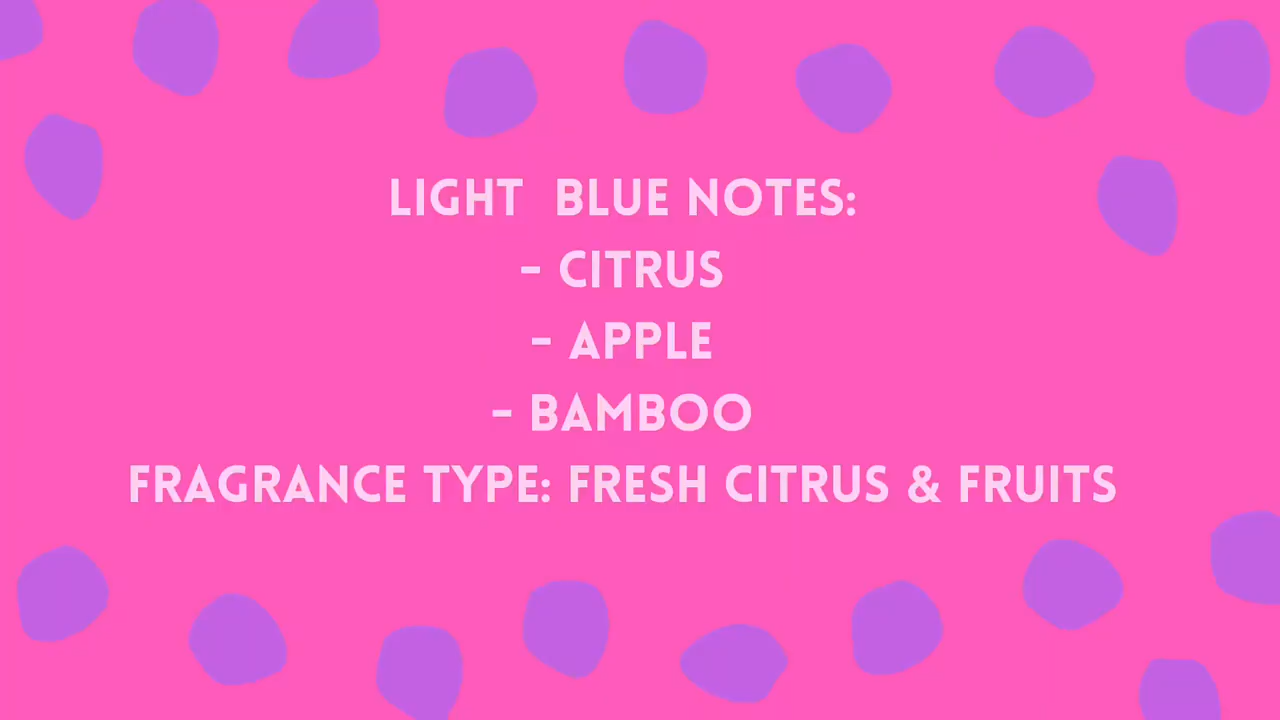 LIGHT  BLUE NOTES:
- CITRUS
- APPLE
- BAMBOO
FRAGRANCE TYPE: FRESH CITRUS & FRUITS